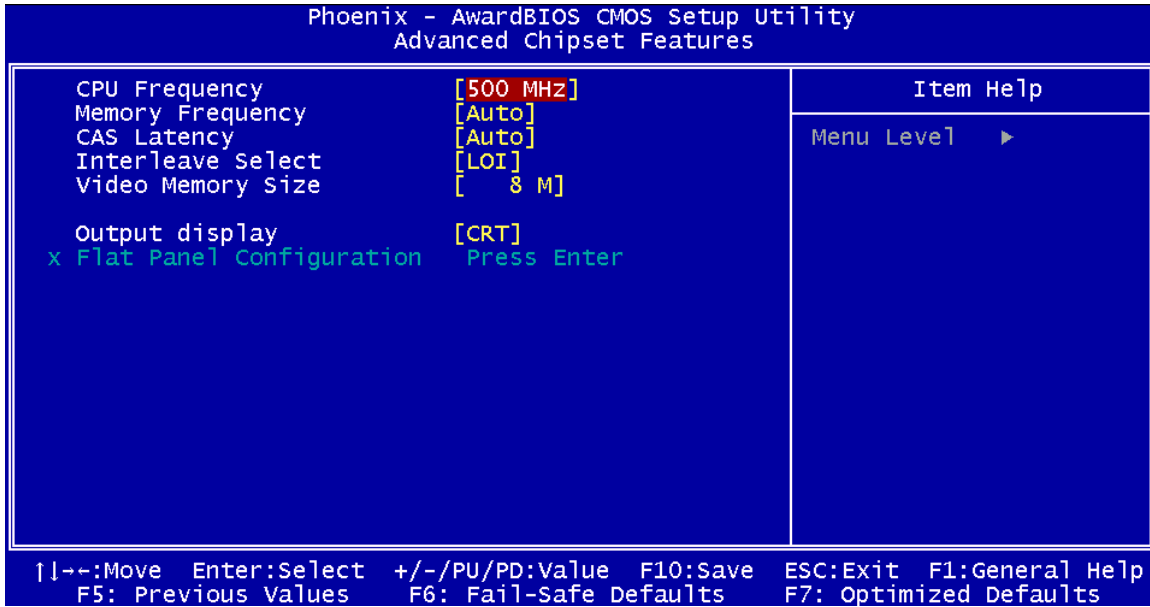 Phoenix - AwardBIOS CMOS Setup Utility
Advanced Chipset Features
CPU Frequency [500 MHz]
Memory Frequency [Auto]
CAS Latency [Auto]
Interleave Select [LOI]
Video Memory Size [ 8 M]
Output display [CRT]
x Flat Panel Configuration Press Enter
Item Help
Menu Level ▶
↑↓→←:Move Enter:Select +/-/PU/PD:Value F10:Save ESC:Exit F1:General Help
F5: Previous Values F6: Fail-Safe Defaults F7: Optimized Defaults